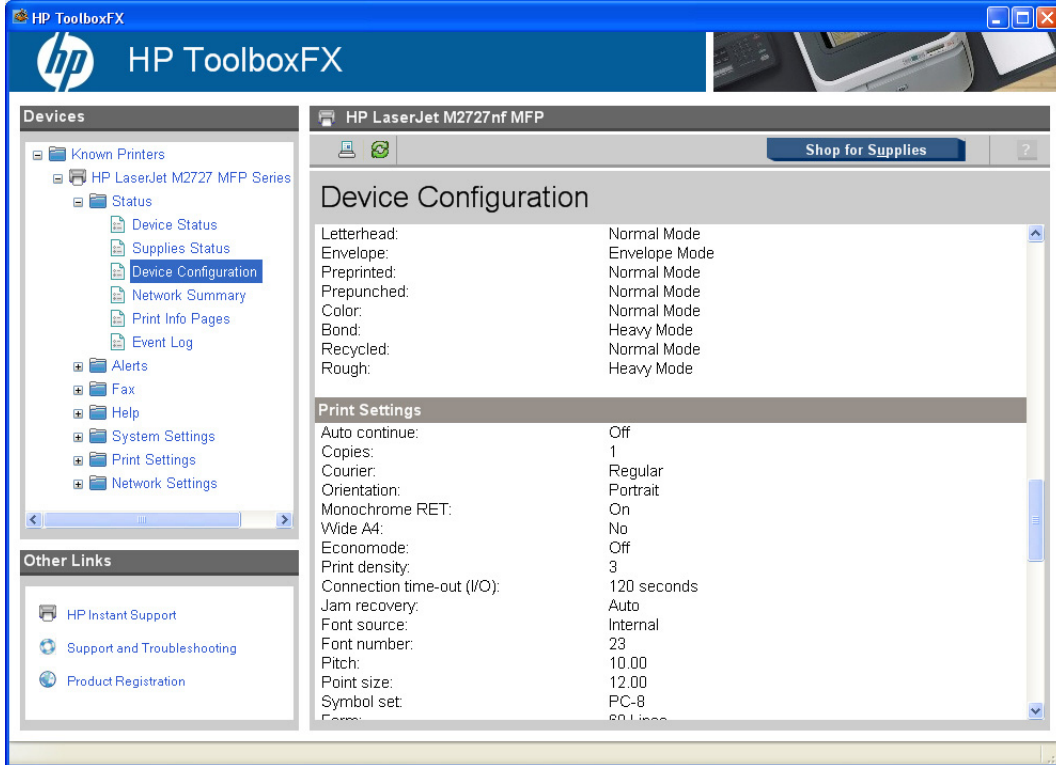 HP ToolboxFX
hp HP ToolboxFX
Devices
Known Printers
HP LaserJet M2727 MFP Series
Status
Device Status
Supplies Status
Device Configuration
Network Summary
Print Info Pages
Event Log
Alerts
Fax
Help
System Settings
Print Settings
Network Settings
Other Links
HP Instant Support
Support and Troubleshooting
Product Registration
HP LaserJet M2727nf MFP
Shop for Supplies ?
Device Configuration
Letterhead: Normal Mode
Envelope: Envelope Mode
Preprinted: Normal Mode
Prepunched: Normal Mode
Color: Normal Mode
Bond: Heavy Mode
Recycled: Normal Mode
Rough: Heavy Mode
Print Settings
Auto continue: Off
Copies: 1
Courier: Regular
Orientation: Portrait
Monochrome RET: On
Wide A4: No
Economode: Off
Print density: 3
Connection time-out (I/O): 120 seconds
Jam recovery: Auto
Font source: Internal
Font number: 23
Pitch: 10.00
Point size: 12.00
Symbol set: PC-8
Form: 60 Lines